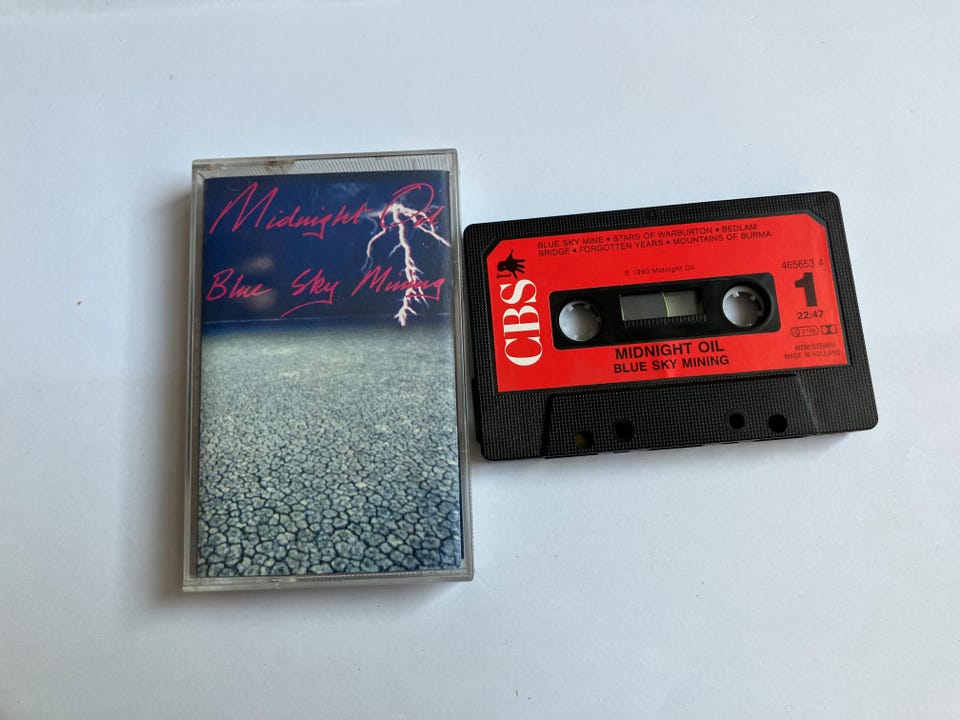 Midnight Oil
Blue Sky Mining
CBS
BLUE SKY MINE • STARS OF WARBURTON • BEDLAM
BRIDGE • FORGOTTEN YEARS • MOUNTAINS OF BURMA
℗ 1990 Midnight Oil
465653 4
1
22:47
MIDNIGHT OIL
BLUE SKY MINING
BIEM/STEMRA
MADE IN HOLLAND